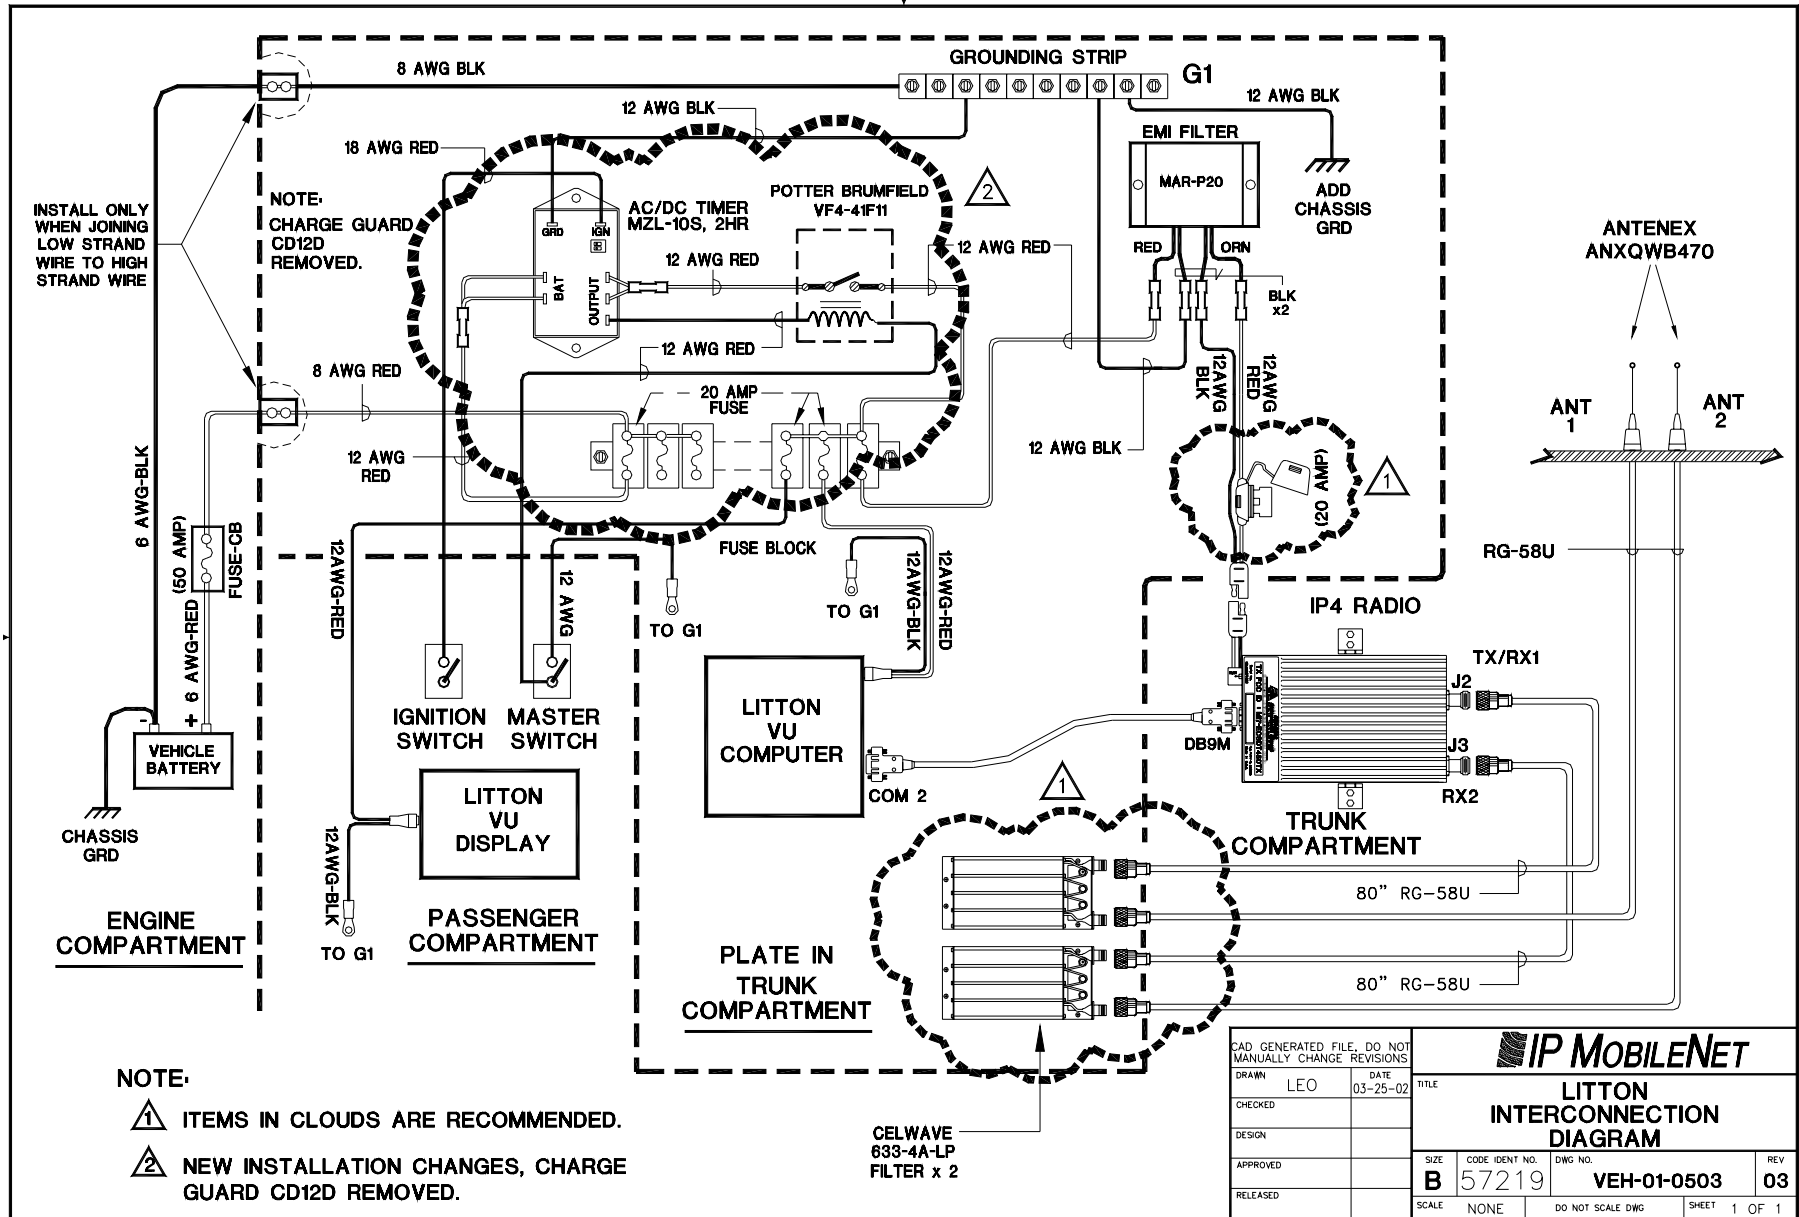 GROUNDING STRIP
G1
8 AWG BLK
12 AWG BLK
12 AWG BLK
18 AWG RED
EMI FILTER
MAR-P20
RED
ORN
BLK
x2
ADD
CHASSIS
GRD
INSTALL ONLY
WHEN JOINING
LOW STRAND
WIRE TO HIGH
STRAND WIRE
NOTE:
CHARGE GUARD
CD12D
REMOVED.
AC/DC TIMER
MZL-10S, 2HR
GRD
IGN
BAT
OUTPUT
POTTER BRUMFIELD
VF4-41F11
2
12 AWG RED
12 AWG RED
12 AWG RED
8 AWG RED
20 AMP
FUSE
12 AWG
RED
12AWG
BLK
12AWG
RED
12 AWG BLK
(20 AMP)
1
ANTENEX
ANXQWB470
ANT
1
ANT
2
RG-58U
6 AWG-BLK
(50 AMP)
FUSE-CB
6 AWG-RED
FUSE BLOCK
12AWG-RED
12 AWG
TO G1
TO G1
12AWG-BLK
12AWG-RED
IP4 RADIO
TX/RX1
J2
J3
RX2
DB9M
IGNITION
SWITCH
MASTER
SWITCH
LITTON
VU
COMPUTER
COM 2
- +
VEHICLE
BATTERY
CHASSIS
GRD
LITTON
VU
DISPLAY
12AWG-BLK
TO G1
1
TRUNK
COMPARTMENT
80" RG-58U
80" RG-58U
ENGINE
COMPARTMENT
PASSENGER
COMPARTMENT
PLATE IN
TRUNK
COMPARTMENT
CELWAVE
633-4A-LP
FILTER x 2
NOTE:
1 ITEMS IN CLOUDS ARE RECOMMENDED.
2 NEW INSTALLATION CHANGES, CHARGE
GUARD CD12D REMOVED.
CAD GENERATED FILE, DO NOT
MANUALLY CHANGE REVISIONS
DRAWN LEO
DATE 03-25-02
CHECKED
DESIGN
APPROVED
RELEASED
IP MOBILENET
TITLE
LITTON
INTERCONNECTION
DIAGRAM
SIZE B
CODE IDENT NO. 57219
DWG NO. VEH-01-0503
REV 03
SCALE NONE
DO NOT SCALE DWG
SHEET 1 OF 1